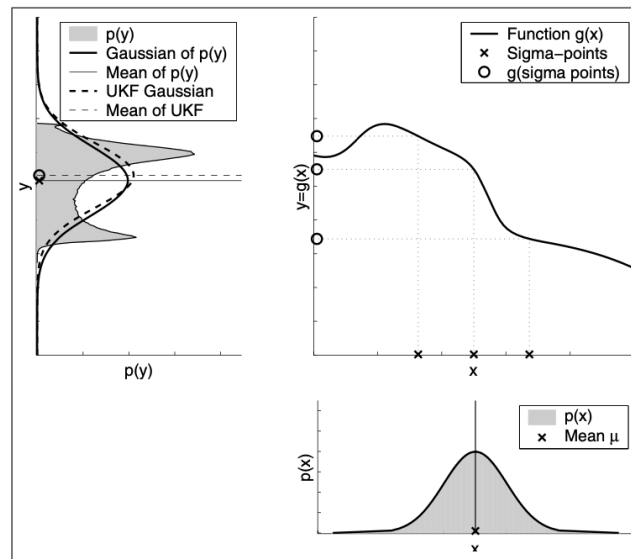 p(y)
Gaussian of p(y)
Mean of p(y)
UKF Gaussian
Mean of UKF
y
p(y)
Function g(x)
Sigma−points
g(sigma points)
y=g(x)
x
p(x)
Mean μ
p(x)
x